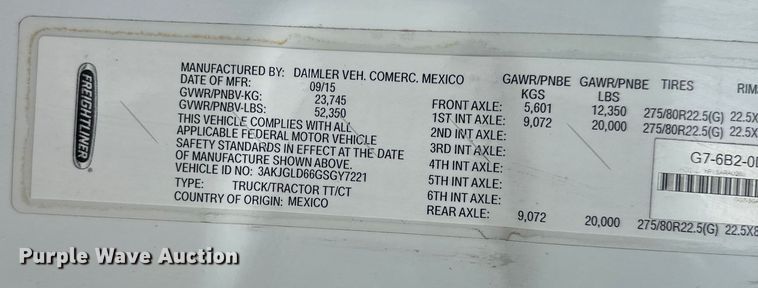 FREIGHTLINER
MANUFACTURED BY: DAIMLER VEH. COMERC. MEXICO
DATE OF MFR: 09/15
GVWR/PNBV-KG: 23,745
GVWR/PNBV-LBS: 52,350
THIS VEHICLE COMPLIES WITH ALL
APPLICABLE FEDERAL MOTOR VEHICLE
SAFETY STANDARDS IN EFFECT AT THE DATE
OF MANUFACTURE SHOWN ABOVE.
VEHICLE ID NO: 3AKJGLD66GSGY7221
TYPE: TRUCK/TRACTOR TT/CT
COUNTRY OF ORIGIN: MEXICO
GAWR/PNBE KGS GAWR/PNBE LBS TIRES RIMS
FRONT AXLE: 5,601 12,350 275/80R22.5(G) 22.5X
1ST INT AXLE: 9,072 20,000 275/80R22.5(G) 22.5X
2ND INT AXLE:
3RD INT AXLE:
4TH INT AXLE:
5TH INT AXLE:
6TH INT AXLE:
REAR AXLE: 9,072 20,000 275/80R22.5(G) 22.5X8
G7-6B2-0
Purple Wave Auction